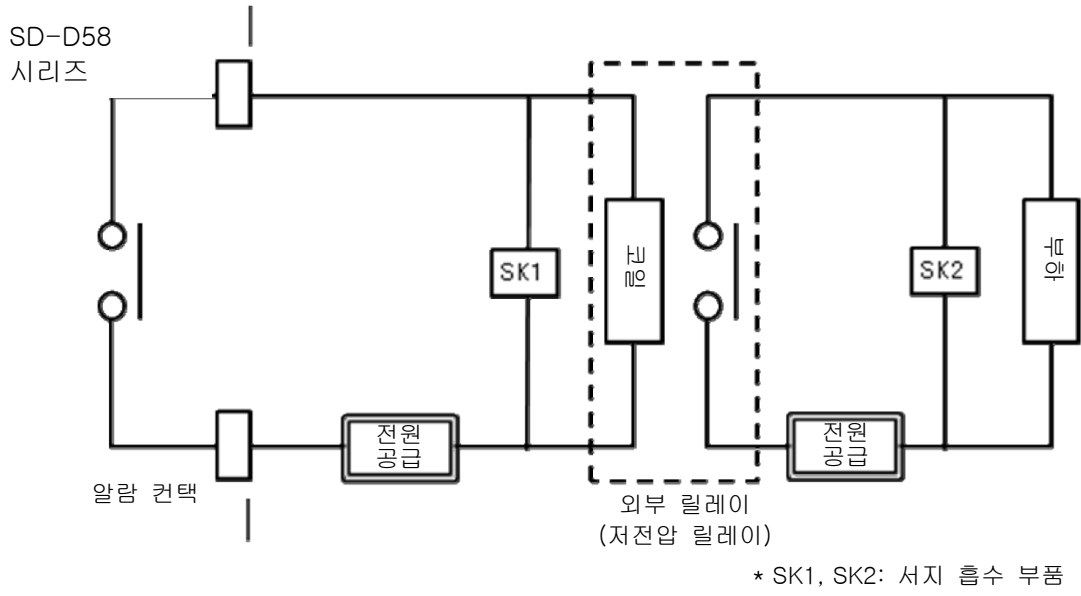 SD-D58
시리즈
SK1
코일
SK2
부하
전원
공급
전원
공급
알람 컨택
외부 릴레이
(저전압 릴레이)
* SK1, SK2: 서지 흡수 부품